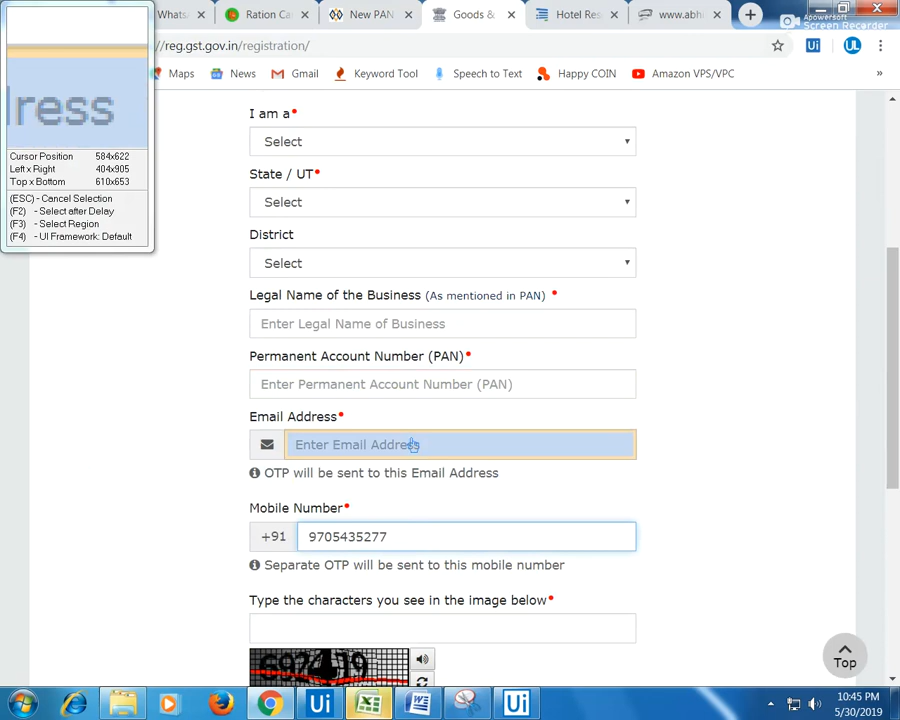 Whats
Ration Ca
New PAN
Goods &
Hotel Res
www.abhi
Apowersoft
Screen Recorder
//reg.gst.gov.in/registration/
Ui
UL
Maps
News
Gmail
Keyword Tool
Speech to Text
Happy COIN
Amazon VPS/VPC
»
dress
Cursor Position 584x622
Left x Right 404x905
Top x Bottom 610x653
(ESC) - Cancel Selection
(F2) - Select after Delay
(F3) - Select Region
(F4) - UI Framework: Default
I am a•
Select
State / UT•
Select
District
Select
Legal Name of the Business (As mentioned in PAN) •
Enter Legal Name of Business
Permanent Account Number (PAN)•
Enter Permanent Account Number (PAN)
Email Address•
Enter Email Address
OTP will be sent to this Email Address
Mobile Number•
+91 9705435277
Separate OTP will be sent to this mobile number
Type the characters you see in the image below•
Top
Ui
Ui
10:45 PM
5/30/2019